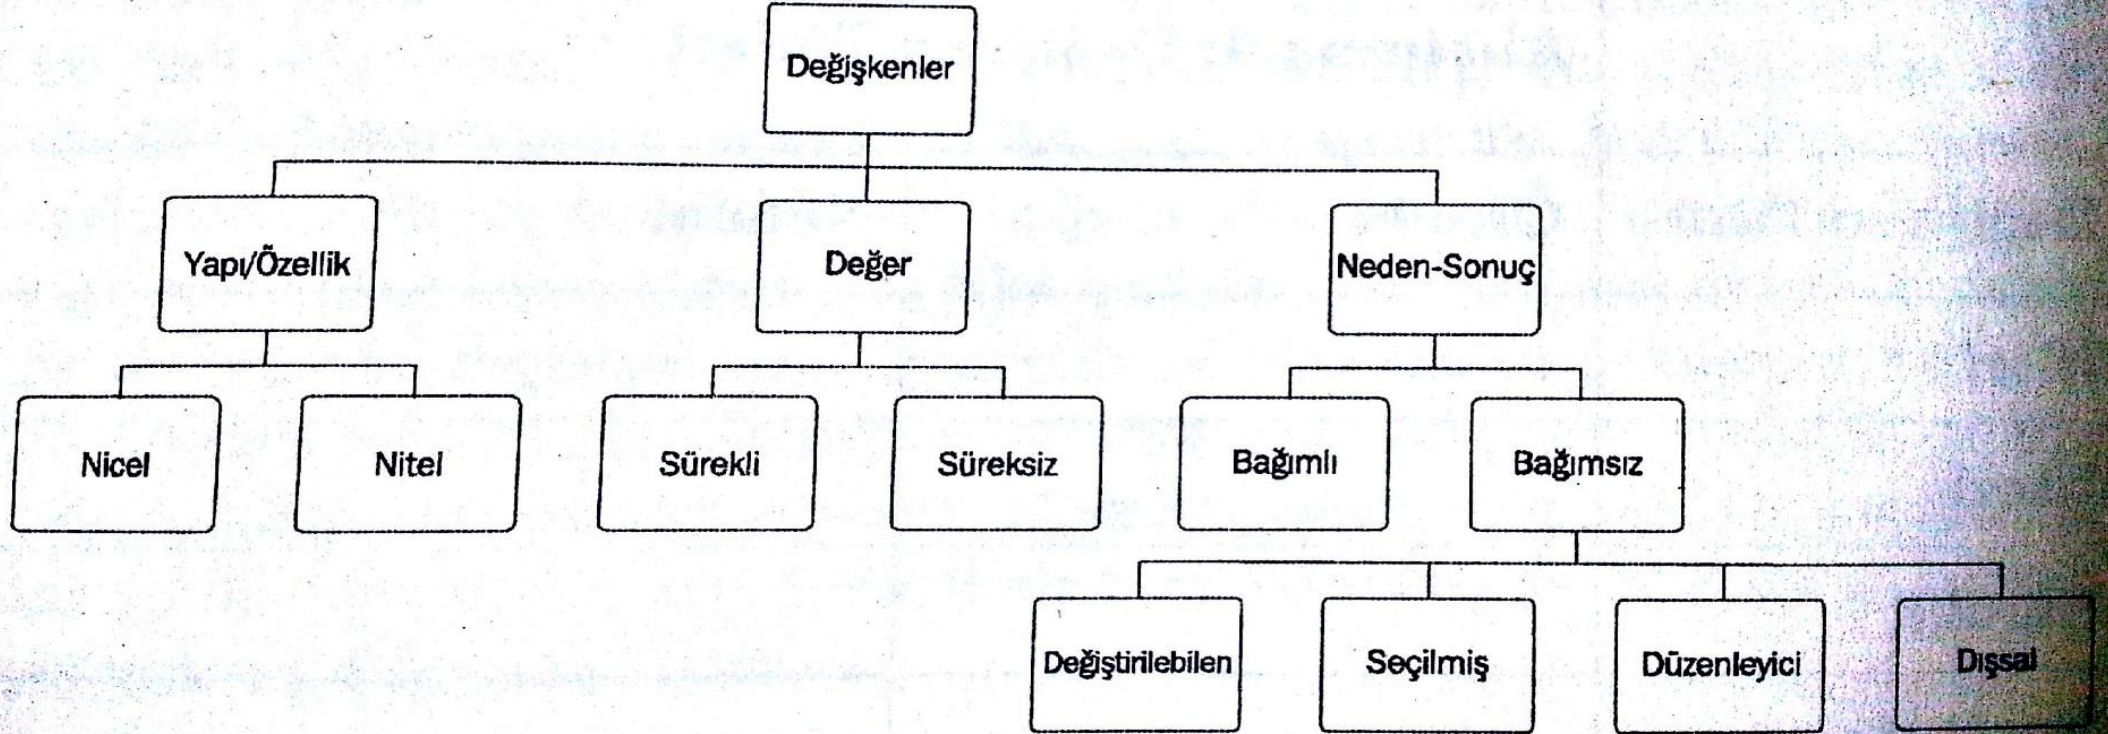 Değişkenler
Yapı/Özellik
Değer
Neden-Sonuç
Nicel
Nitel
Sürekli
Süreksiz
Bağımlı
Bağımsız
Değiştirilebilen
Seçilmiş
Düzenleyici
Dışsal